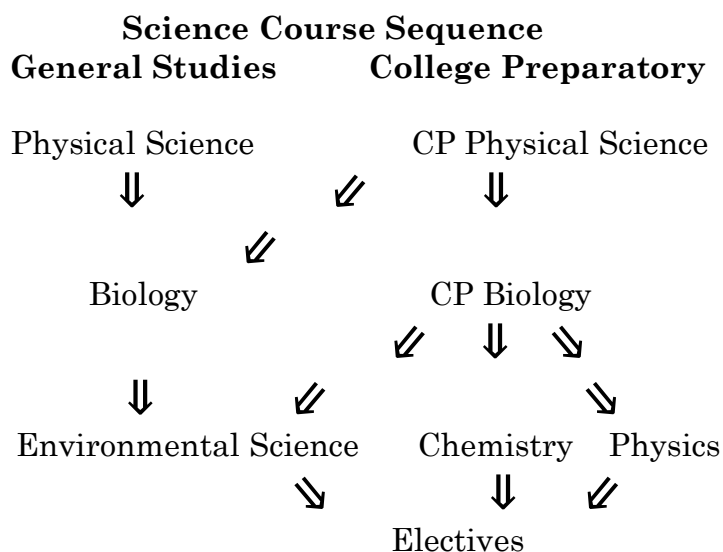 Science Course Sequence
General Studies College Preparatory
Physical Science CP Physical Science
Biology CP Biology
Environmental Science Chemistry Physics
Electives